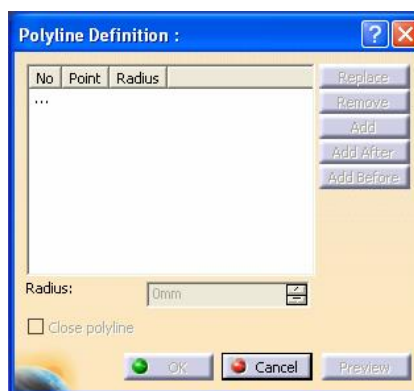 Polyline Definition :
No Point Radius
...
Replace
Remove
Add
Add After
Add Before
Radius: 0mm
Close polyline
OK Cancel Preview